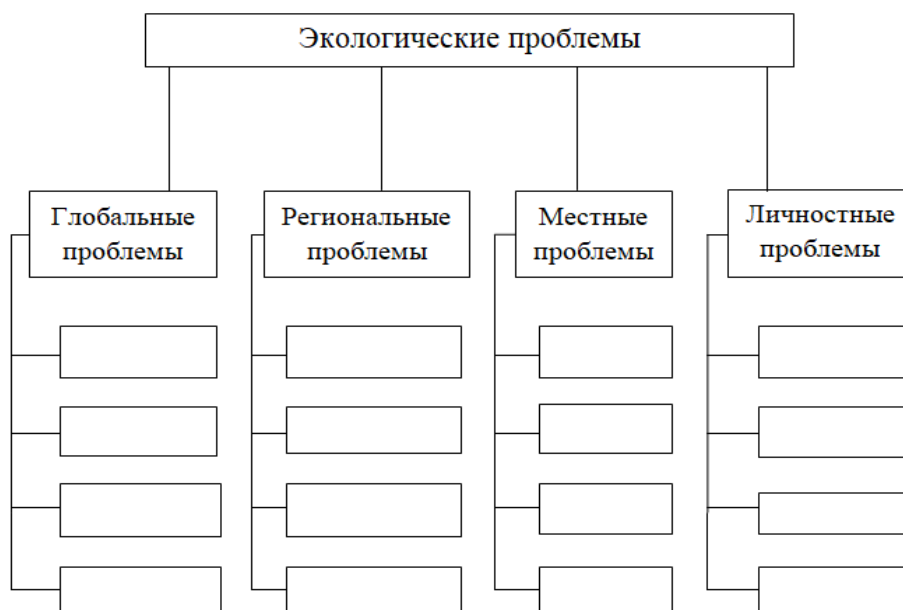 Экологические проблемы
Глобальные
проблемы
Региональные
проблемы
Местные
проблемы
Личностные
проблемы